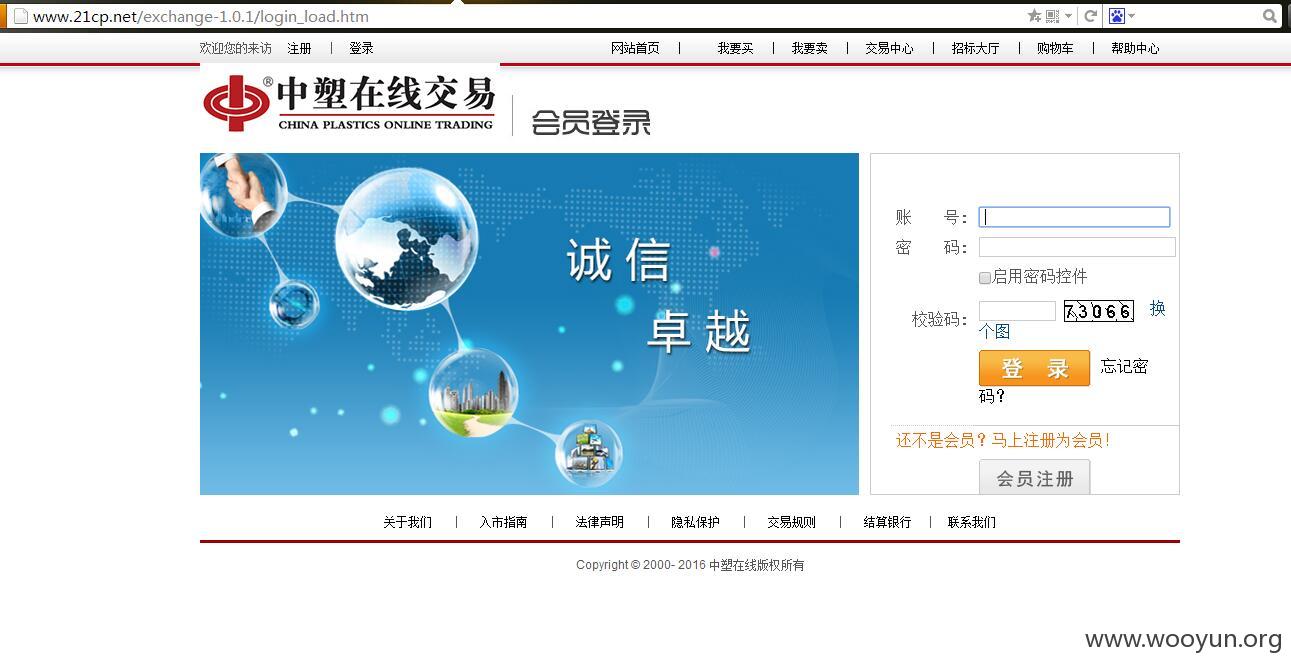 www.21cp.net/exchange-1.0.1/login_load.htm
欢迎您的来访 注册 | 登录 网站首页 | 我要买 | 我要卖 | 交易中心 | 招标大厅 | 购物车 | 帮助中心
® 中塑在线交易
CHINA PLASTICS ONLINE TRADING
会员登录
诚信
卓越
账 号：
密 码：
启用密码控件
校验码： 73066 换
个图
登 录 忘记密
码？
还不是会员？马上注册为会员！
会员注册
关于我们 | 入市指南 | 法律声明 | 隐私保护 | 交易规则 | 结算银行 | 联系我们
Copyright © 2000- 2016 中塑在线版权所有
www.wooyun.org